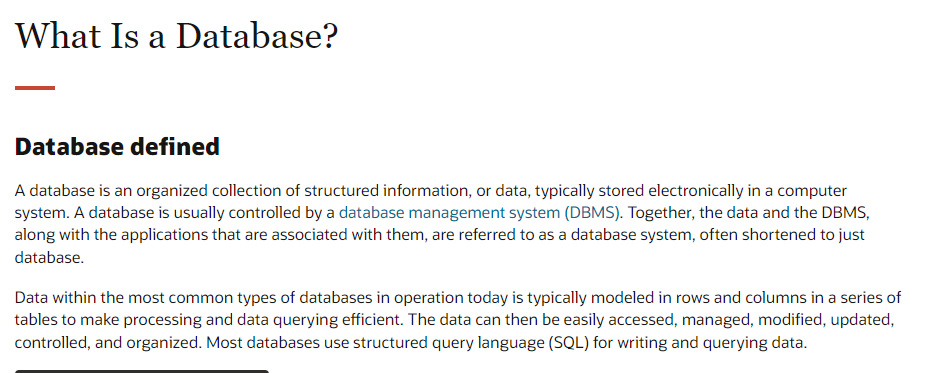 What Is a Database?
Database defined
A database is an organized collection of structured information, or data, typically stored electronically in a computer
system. A database is usually controlled by a database management system (DBMS). Together, the data and the DBMS,
along with the applications that are associated with them, are referred to as a database system, often shortened to just
database.
Data within the most common types of databases in operation today is typically modeled in rows and columns in a series of
tables to make processing and data querying efficient. The data can then be easily accessed, managed, modified, updated,
controlled, and organized. Most databases use structured query language (SQL) for writing and querying data.